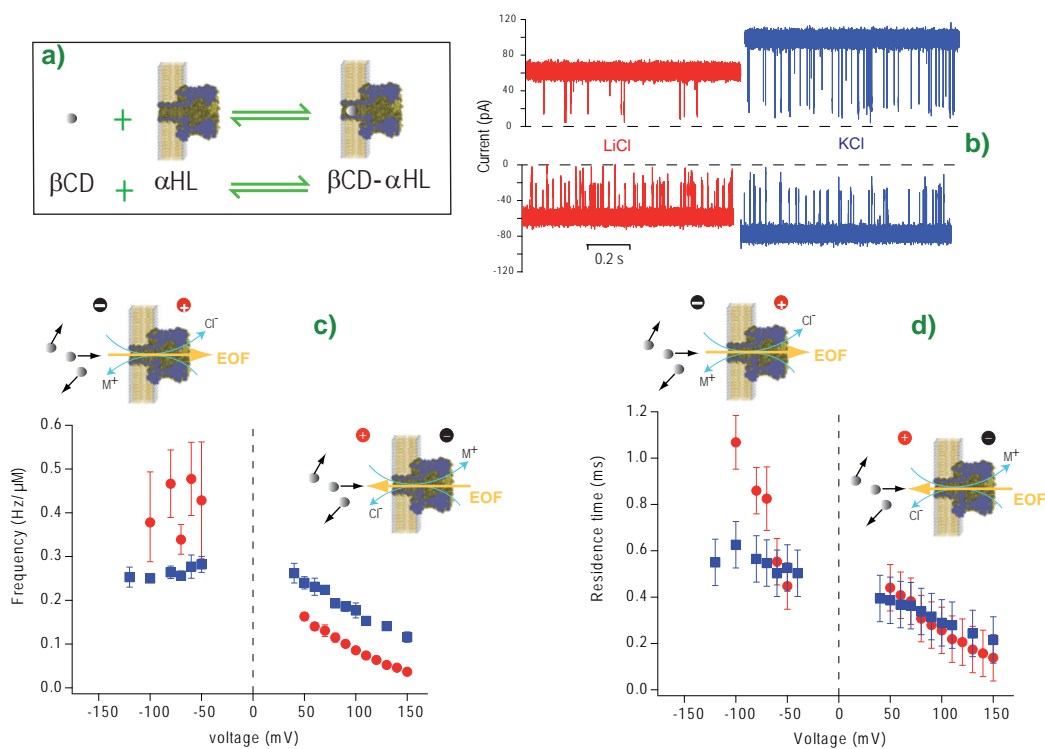 a)
βCD + αHL βCD-αHL
+
b)
Current (pA)
120
100
80
60
40
20
0
LiCl
KCl
0
-40
-80
-120
0.2 s
c)
− +
Cl-
EOF
M+
Frequency (Hz/ μM)
0.6
0.5
0.4
0.3
0.2
0.1
0.0
+ −
M+
EOF
Cl-
-150 -100 -50 0 50 100 150
voltage (mV)
d)
− +
Cl-
EOF
M+
Residence time (ms)
1.2
1.0
0.8
0.6
0.4
0.2
0.0
+ −
M+
EOF
Cl-
-150 -100 -50 0 50 100 150
Voltage (mV)